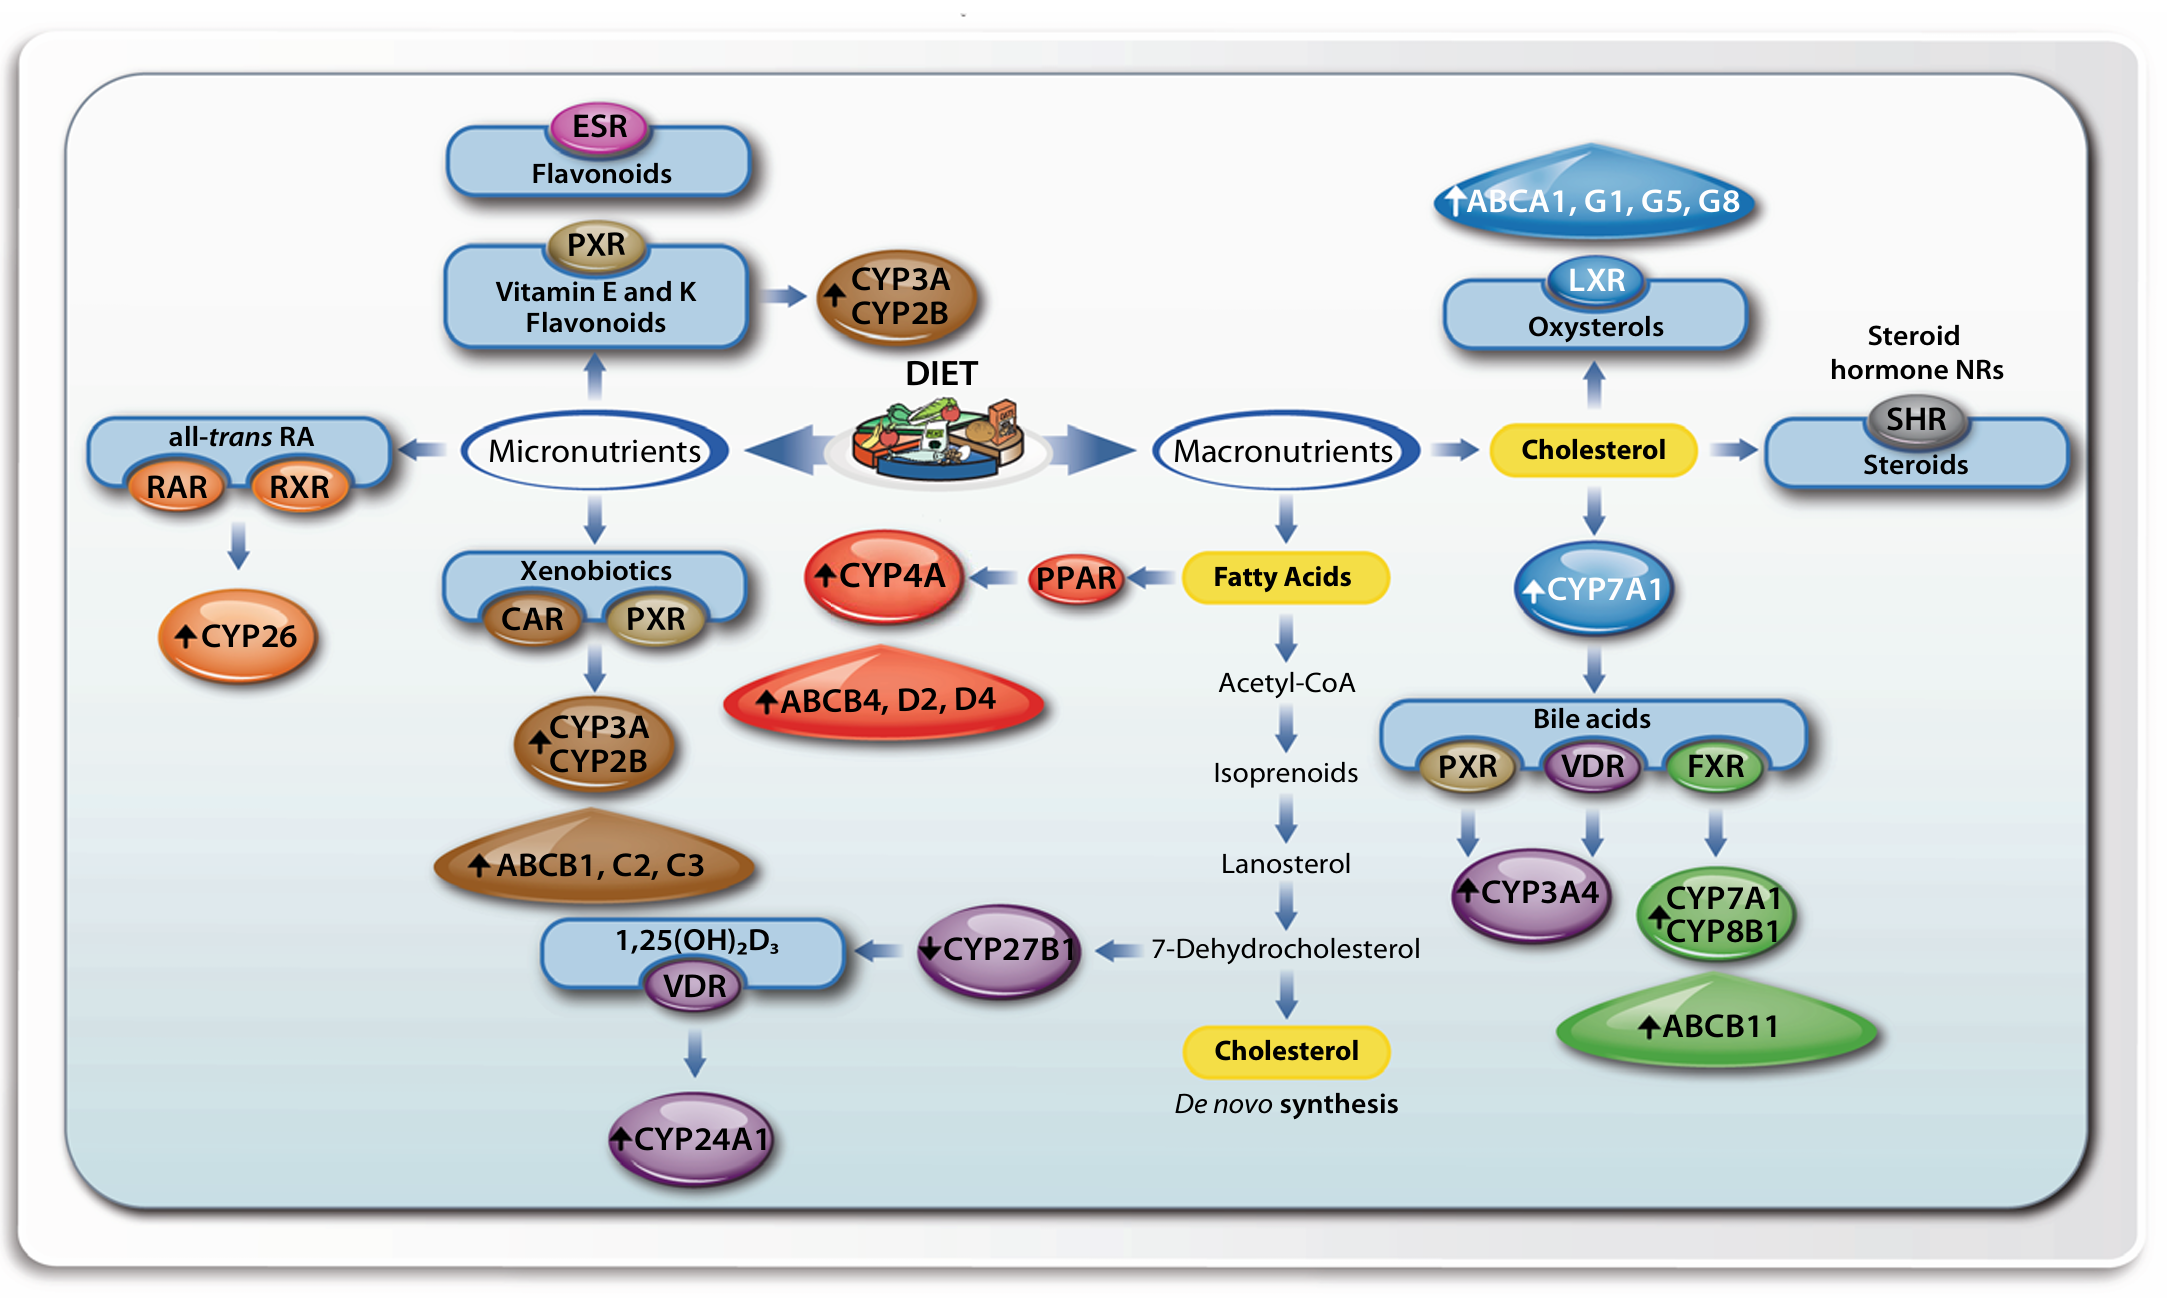 ESR
Flavonoids
PXR
Vitamin E and K
Flavonoids
↑CYP3A
CYP2B
DIET
↑ABCA1, G1, G5, G8
LXR
Oxysterols
Steroid
hormone NRs
SHR
Steroids
all-trans RA
RAR RXR
Micronutrients
Macronutrients
Cholesterol
↑CYP26
Xenobiotics
CAR PXR
↑CYP3A
CYP2B
↑ABCB1, C2, C3
↑CYP4A
PPAR
Fatty Acids
↑ABCB4, D2, D4
Acetyl-CoA
Isoprenoids
Lanosterol
7-Dehydrocholesterol
↓CYP27B1
1,25(OH)₂D₃
VDR
↑CYP24A1
Cholesterol
De novo synthesis
↑CYP7A1
Bile acids
PXR VDR FXR
↑CYP3A4
↑CYP7A1
CYP8B1
↑ABCB11